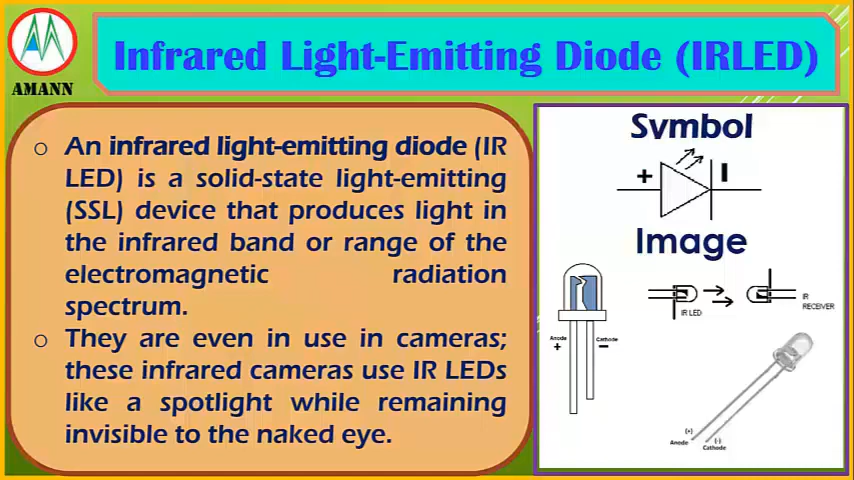 Infrared Light-Emitting Diode (IRLED)
AMANN
o An infrared light-emitting diode (IR
LED) is a solid-state light-emitting
(SSL) device that produces light in
the infrared band or range of the
electromagnetic radiation
spectrum.
o They are even in use in cameras;
these infrared cameras use IR LEDs
like a spotlight while remaining
invisible to the naked eye.
Symbol
+ I
Image
IR LED
IR
RECEIVER
Anode Cathode
+ –
(+)
Anode
(-)
Cathode